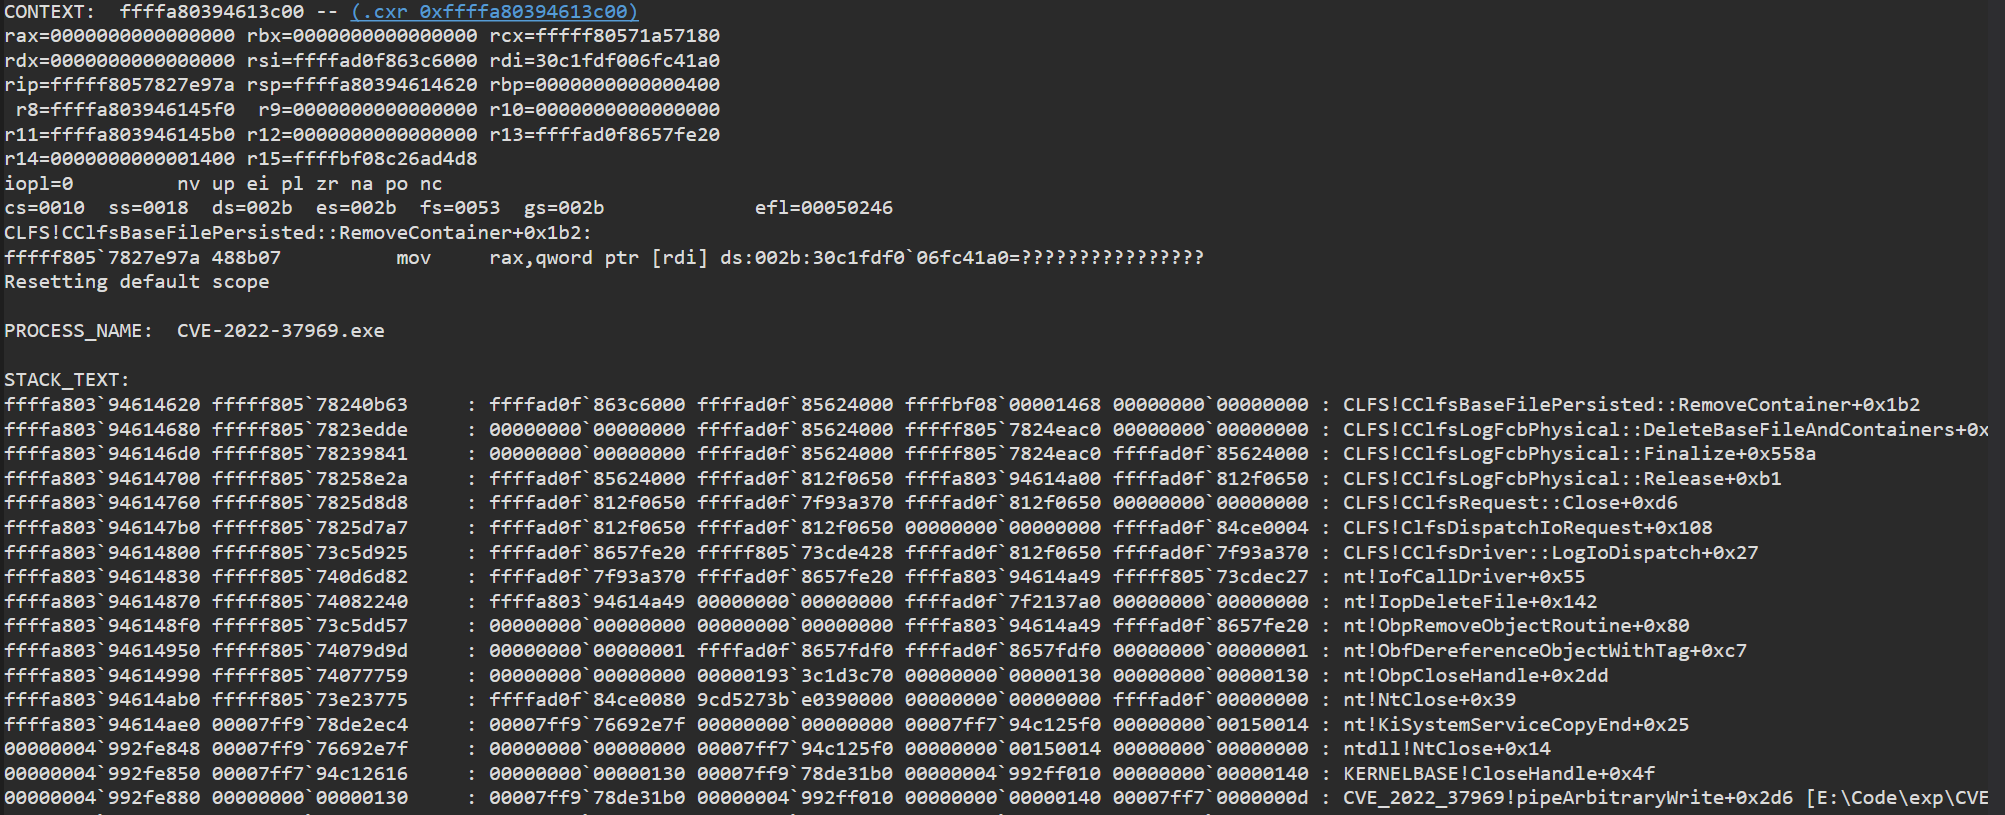 CONTEXT:  ffffa80394613c00 -- (.cxr 0xffffa80394613c00)
rax=0000000000000000 rbx=0000000000000000 rcx=fffff80571a57180
rdx=0000000000000000 rsi=ffffad0f863c6000 rdi=30c1fdf006fc41a0
rip=fffff8057827e97a rsp=ffffa80394614620 rbp=0000000000000400
 r8=ffffa803946145f0  r9=0000000000000000 r10=0000000000000000
r11=ffffa803946145b0 r12=0000000000000000 r13=ffffad0f8657fe20
r14=0000000000001400 r15=ffffbf08c26ad4d8
iopl=0         nv up ei pl zr na po nc
cs=0010  ss=0018  ds=002b  es=002b  fs=0053  gs=002b             efl=00050246
CLFS!CClfsBaseFilePersisted::RemoveContainer+0x1b2:
fffff805`7827e97a 488b07          mov     rax,qword ptr [rdi] ds:002b:30c1fdf0`06fc41a0=????????????????
Resetting default scope

PROCESS_NAME:  CVE-2022-37969.exe

STACK_TEXT:
ffffa803`94614620 fffff805`78240b63     : ffffad0f`863c6000 ffffad0f`85624000 ffffbf08`00001468 00000000`00000000 : CLFS!CClfsBaseFilePersisted::RemoveContainer+0x1b2
ffffa803`94614680 fffff805`7823edde     : 00000000`00000000 ffffad0f`85624000 fffff805`7824eac0 00000000`00000000 : CLFS!CClfsLogFcbPhysical::DeleteBaseFileAndContainers+0x
ffffa803`946146d0 fffff805`78239841     : 00000000`00000000 ffffad0f`85624000 fffff805`7824eac0 ffffad0f`85624000 : CLFS!CClfsLogFcbPhysical::Finalize+0x558a
ffffa803`94614700 fffff805`78258e2a     : ffffad0f`85624000 ffffad0f`812f0650 ffffa803`94614a00 ffffad0f`812f0650 : CLFS!CClfsLogFcbPhysical::Release+0xb1
ffffa803`94614760 fffff805`7825d8d8     : ffffad0f`812f0650 ffffad0f`7f93a370 ffffad0f`812f0650 00000000`00000000 : CLFS!CClfsRequest::Close+0xd6
ffffa803`946147b0 fffff805`7825d7a7     : ffffad0f`812f0650 ffffad0f`812f0650 00000000`00000000 ffffad0f`84ce0004 : CLFS!ClfsDispatchIoRequest+0x108
ffffa803`94614800 fffff805`73c5d925     : ffffad0f`8657fe20 fffff805`73cde428 ffffad0f`812f0650 ffffad0f`7f93a370 : CLFS!CClfsDriver::LogIoDispatch+0x27
ffffa803`94614830 fffff805`740d6d82     : ffffad0f`7f93a370 ffffad0f`8657fe20 ffffa803`94614a49 fffff805`73cdec27 : nt!IofCallDriver+0x55
ffffa803`94614870 fffff805`74082240     : ffffa803`94614a49 00000000`00000000 ffffad0f`7f2137a0 00000000`00000000 : nt!IopDeleteFile+0x142
ffffa803`946148f0 fffff805`73c5dd57     : 00000000`00000000 00000000`00000000 ffffa803`94614a49 ffffad0f`8657fe20 : nt!ObpRemoveObjectRoutine+0x80
ffffa803`94614950 fffff805`74079d9d     : 00000000`00000001 ffffad0f`8657fdf0 ffffad0f`8657fdf0 00000000`00000001 : nt!ObfDereferenceObjectWithTag+0xc7
ffffa803`94614990 fffff805`74077759     : 00000000`00000000 00000193`3c1d3c70 00000000`00000130 00000000`00000130 : nt!ObpCloseHandle+0x2dd
ffffa803`94614ab0 fffff805`73e23775     : ffffad0f`84ce0080 9cd5273b`e0390000 00000000`00000000 ffffad0f`00000000 : nt!NtClose+0x39
ffffa803`94614ae0 00007ff9`78de2ec4     : 00007ff9`76692e7f 00000000`00000000 00007ff7`94c125f0 00000000`00150014 : nt!KiSystemServiceCopyEnd+0x25
00000004`992fe848 00007ff9`76692e7f     : 00000000`00000000 00007ff7`94c125f0 00000000`00150014 00000000`00000000 : ntdll!NtClose+0x14
00000004`992fe850 00007ff7`94c12616     : 00000000`00000130 00007ff9`78de31b0 00000004`992ff010 00000000`00000140 : KERNELBASE!CloseHandle+0x4f
00000004`992fe880 00000000`00000130     : 00007ff9`78de31b0 00000004`992ff010 00000000`00000140 00007ff7`0000000d : CVE_2022_37969!pipeArbitraryWrite+0x2d6 [E:\Code\exp\CVE